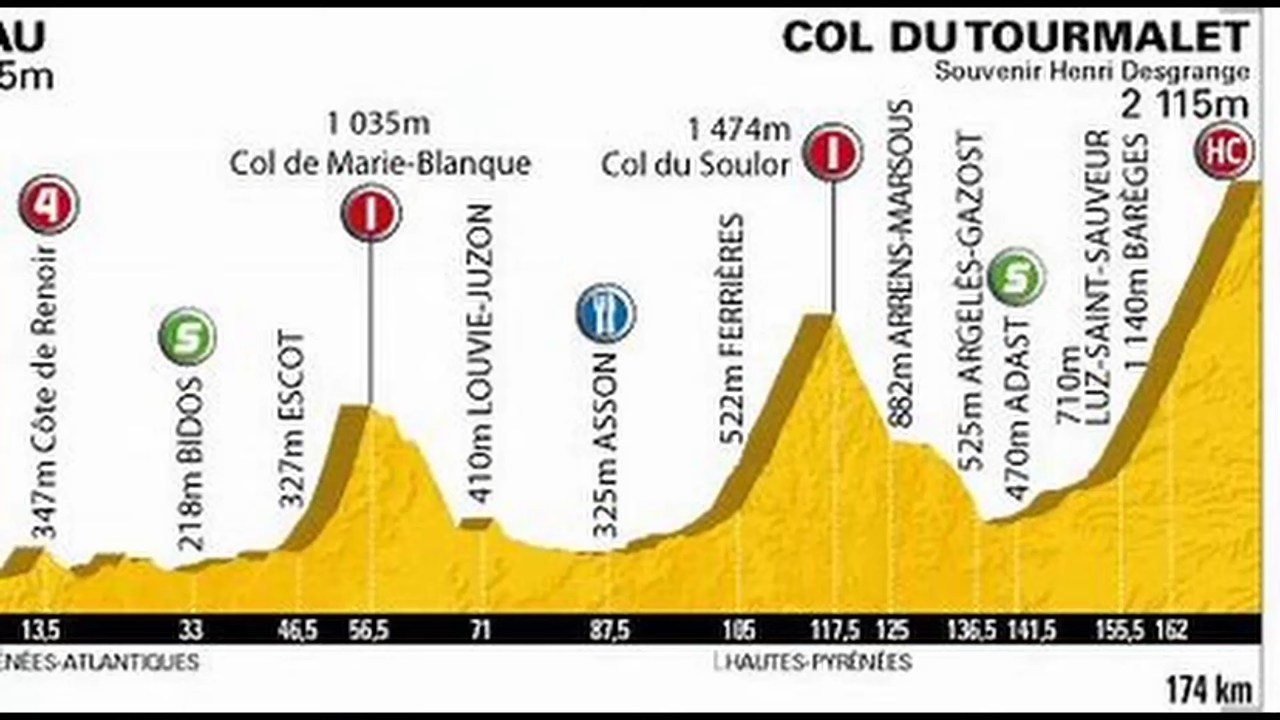 AU
5m
COL DU TOURMALET
Souvenir Henri Desgrange
2 115m
HC
1 035m
Col de Marie-Blanque
1
1 474m
Col du Soulor
1
4
347m Côte de Renoir
S
218m BIDOS
327m ESCOT
410m LOUVIE-JUZON
325m ASSON
522m FERRIÈRES
882m ARRENS-MARSOUS
525m ARGELÈS-GAZOST
S
470m ADAST
710m
LUZ-SAINT-SAUVEUR
1 140m BARÈGES
13,5 33 46,5 56,5 71 87,5 105 117,5 125 136,5 141,5 155,5 162
ÉNÉES-ATLANTIQUES
HAUTES-PYRÉNÉES
174 km